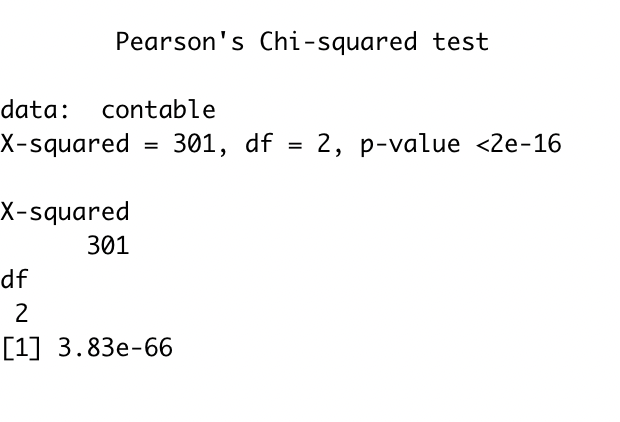 Pearson's Chi-squared test
data:  contable
X-squared = 301, df = 2, p-value <2e-16
X-squared
301
df
2
[1] 3.83e-66